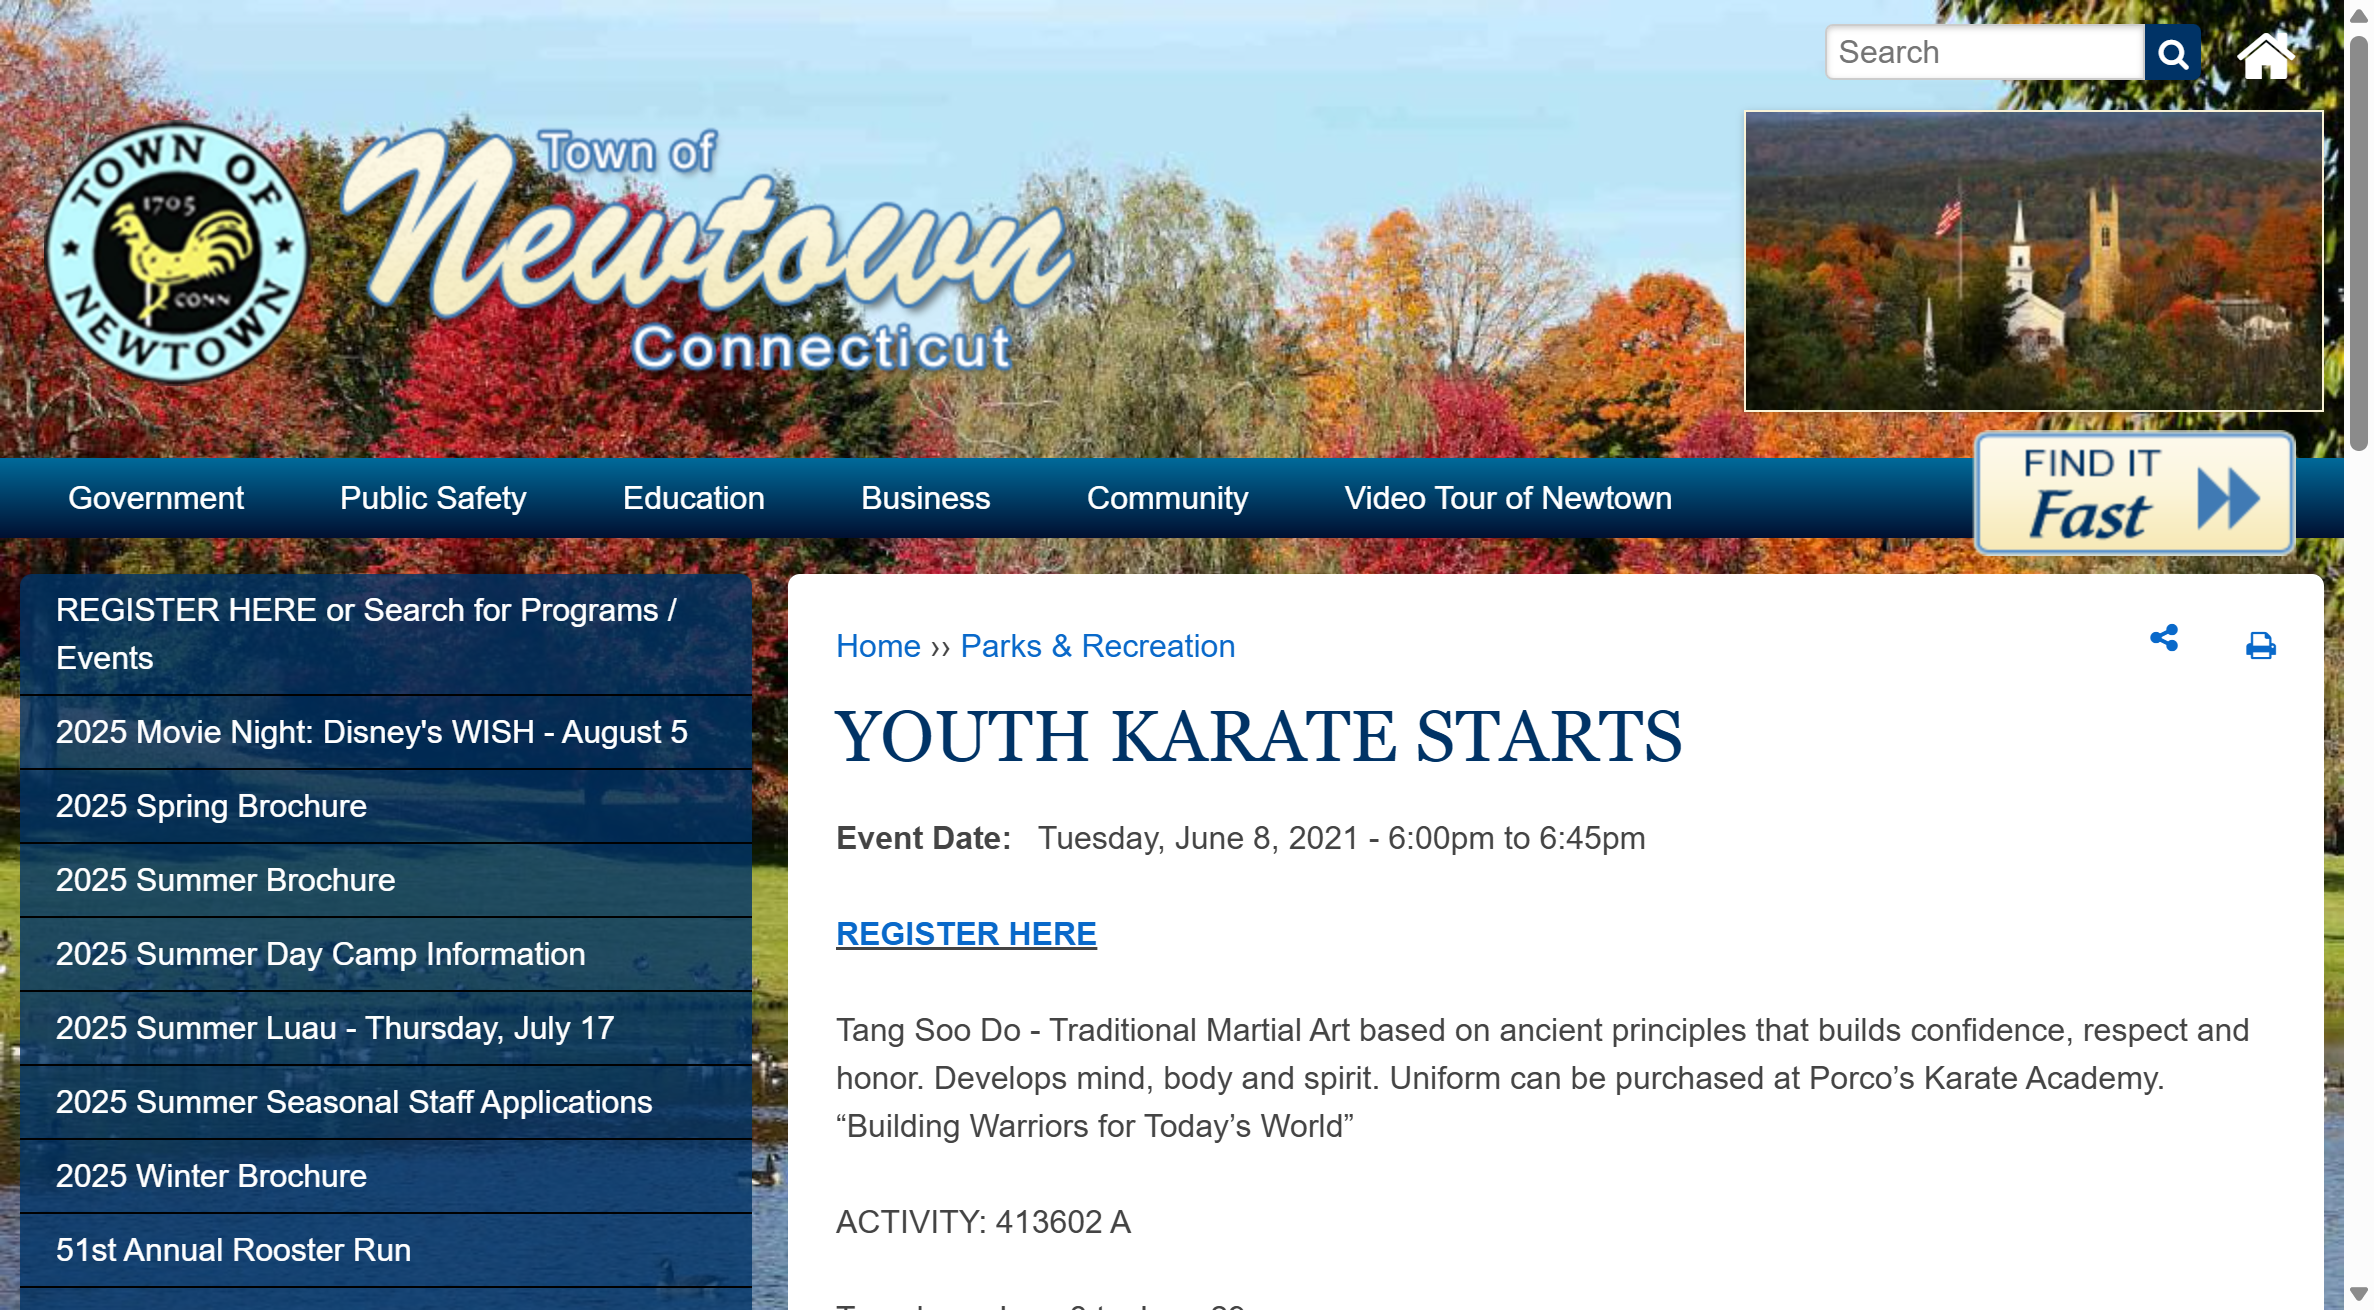 Search
TOWN OF NEWTOWN
1705
CONN
Town of
Newtown
Connecticut
FIND IT
Fast
Government Public Safety Education Business Community Video Tour of Newtown
REGISTER HERE or Search for Programs /
Events
2025 Movie Night: Disney's WISH - August 5
2025 Spring Brochure
2025 Summer Brochure
2025 Summer Day Camp Information
2025 Summer Luau - Thursday, July 17
2025 Summer Seasonal Staff Applications
2025 Winter Brochure
51st Annual Rooster Run
Home ›› Parks & Recreation
YOUTH KARATE STARTS
Event Date: Tuesday, June 8, 2021 - 6:00pm to 6:45pm
REGISTER HERE
Tang Soo Do - Traditional Martial Art based on ancient principles that builds confidence, respect and
honor. Develops mind, body and spirit. Uniform can be purchased at Porco’s Karate Academy.
“Building Warriors for Today’s World”
ACTIVITY: 413602 A